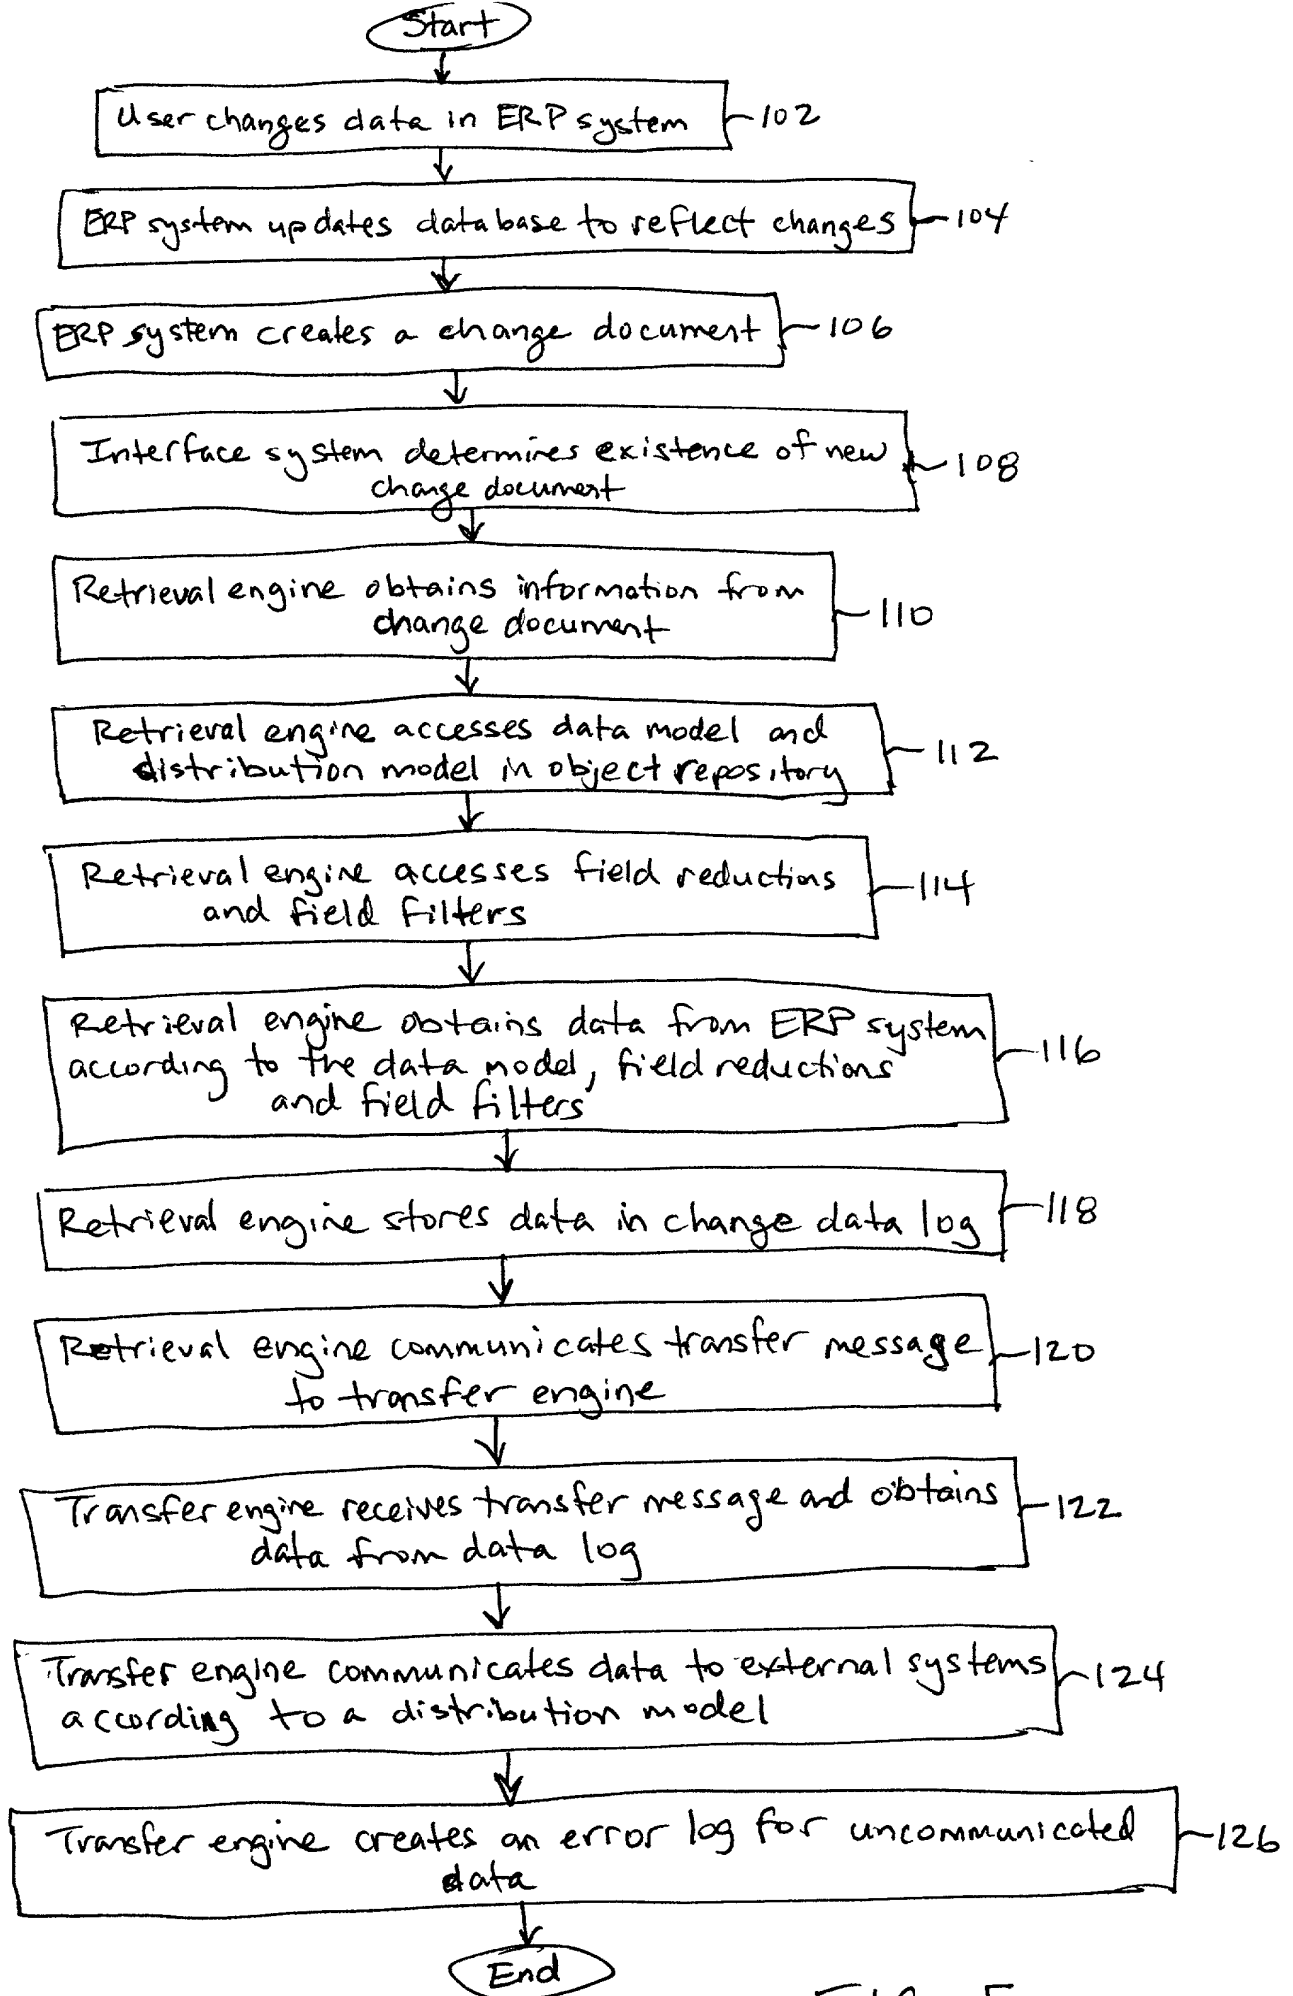 Start
User changes data in ERP system
102
ERP system updates database to reflect changes
104
ERP system creates a change document
106
Interface system determines existence of new
change document
108
Retrieval engine obtains information from
change document
110
Retrieval engine accesses data model and
distribution model in object repository
112
Retrieval engine accesses field reductions
and field filters
114
Retrieval engine obtains data from ERP system
according to the data model, field reductions
and field filters
116
Retrieval engine stores data in change data log
118
Retrieval engine communicates transfer message
to transfer engine
120
Transfer engine receives transfer message and obtains
data from data log
122
Transfer engine communicates data to external systems
according to a distribution model
124
Transfer engine creates an error log for uncommunicated
data
126
End